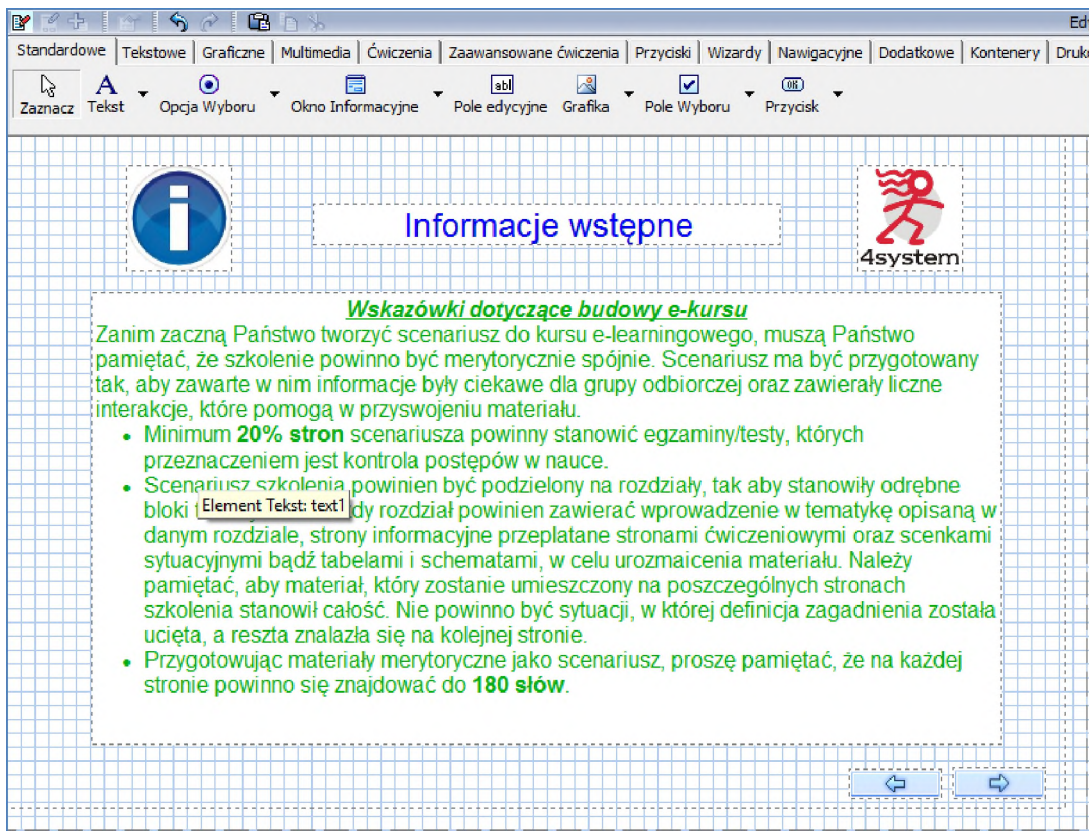 Ed
Standardowe Tekstowe Graficzne Multimedia Ćwiczenia Zaawansowane ćwiczenia Przyciski Wizardy Nawigacyjne Dodatkowe Kontenery Druk
Zaznacz Tekst Opcja Wyboru Okno Informacyjne Pole edycyjne Grafika Pole Wyboru Przycisk
Informacje wstępne
4system
Wskazówki dotyczące budowy e-kursu
Zanim zaczną Państwo tworzyć scenariusz do kursu e-learningowego, muszą Państwo
pamiętać, że szkolenie powinno być merytorycznie spójnie. Scenariusz ma być przygotowany
tak, aby zawarte w nim informacje były ciekawe dla grupy odbiorczej oraz zawierały liczne
interakcje, które pomogą w przyswojeniu materiału.
• Minimum 20% stron scenariusza powinny stanowić egzaminy/testy, których
przeznaczeniem jest kontrola postępów w nauce.
• Scenariusz szkolenia powinien być podzielony na rozdziały, tak aby stanowiły odrębne
bloki Element Tekst: text1 dy rozdział powinien zawierać wprowadzenie w tematykę opisaną w
danym rozdziale, strony informacyjne przeplatane stronami ćwiczeniowymi oraz scenkami
sytuacyjnymi bądź tabelami i schematami, w celu urozmaicenia materiału. Należy
pamiętać, aby materiał, który zostanie umieszczony na poszczególnych stronach
szkolenia stanowił całość. Nie powinno być sytuacji, w której definicja zagadnienia została
ucięta, a reszta znalazła się na kolejnej stronie.
• Przygotowując materiały merytoryczne jako scenariusz, proszę pamiętać, że na każdej
stronie powinno się znajdować do 180 słów.